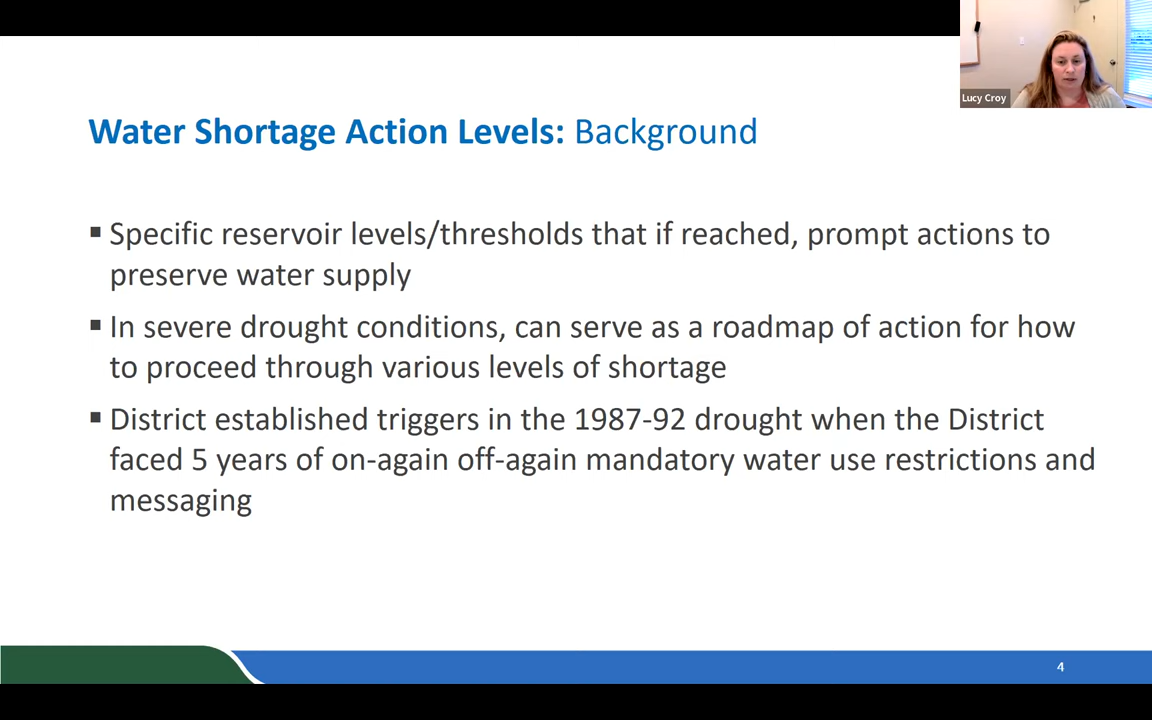 Lucy Croy
Water Shortage Action Levels: Background
▪ Specific reservoir levels/thresholds that if reached, prompt actions to
preserve water supply
▪ In severe drought conditions, can serve as a roadmap of action for how
to proceed through various levels of shortage
▪ District established triggers in the 1987-92 drought when the District
faced 5 years of on-again off-again mandatory water use restrictions and
messaging
4